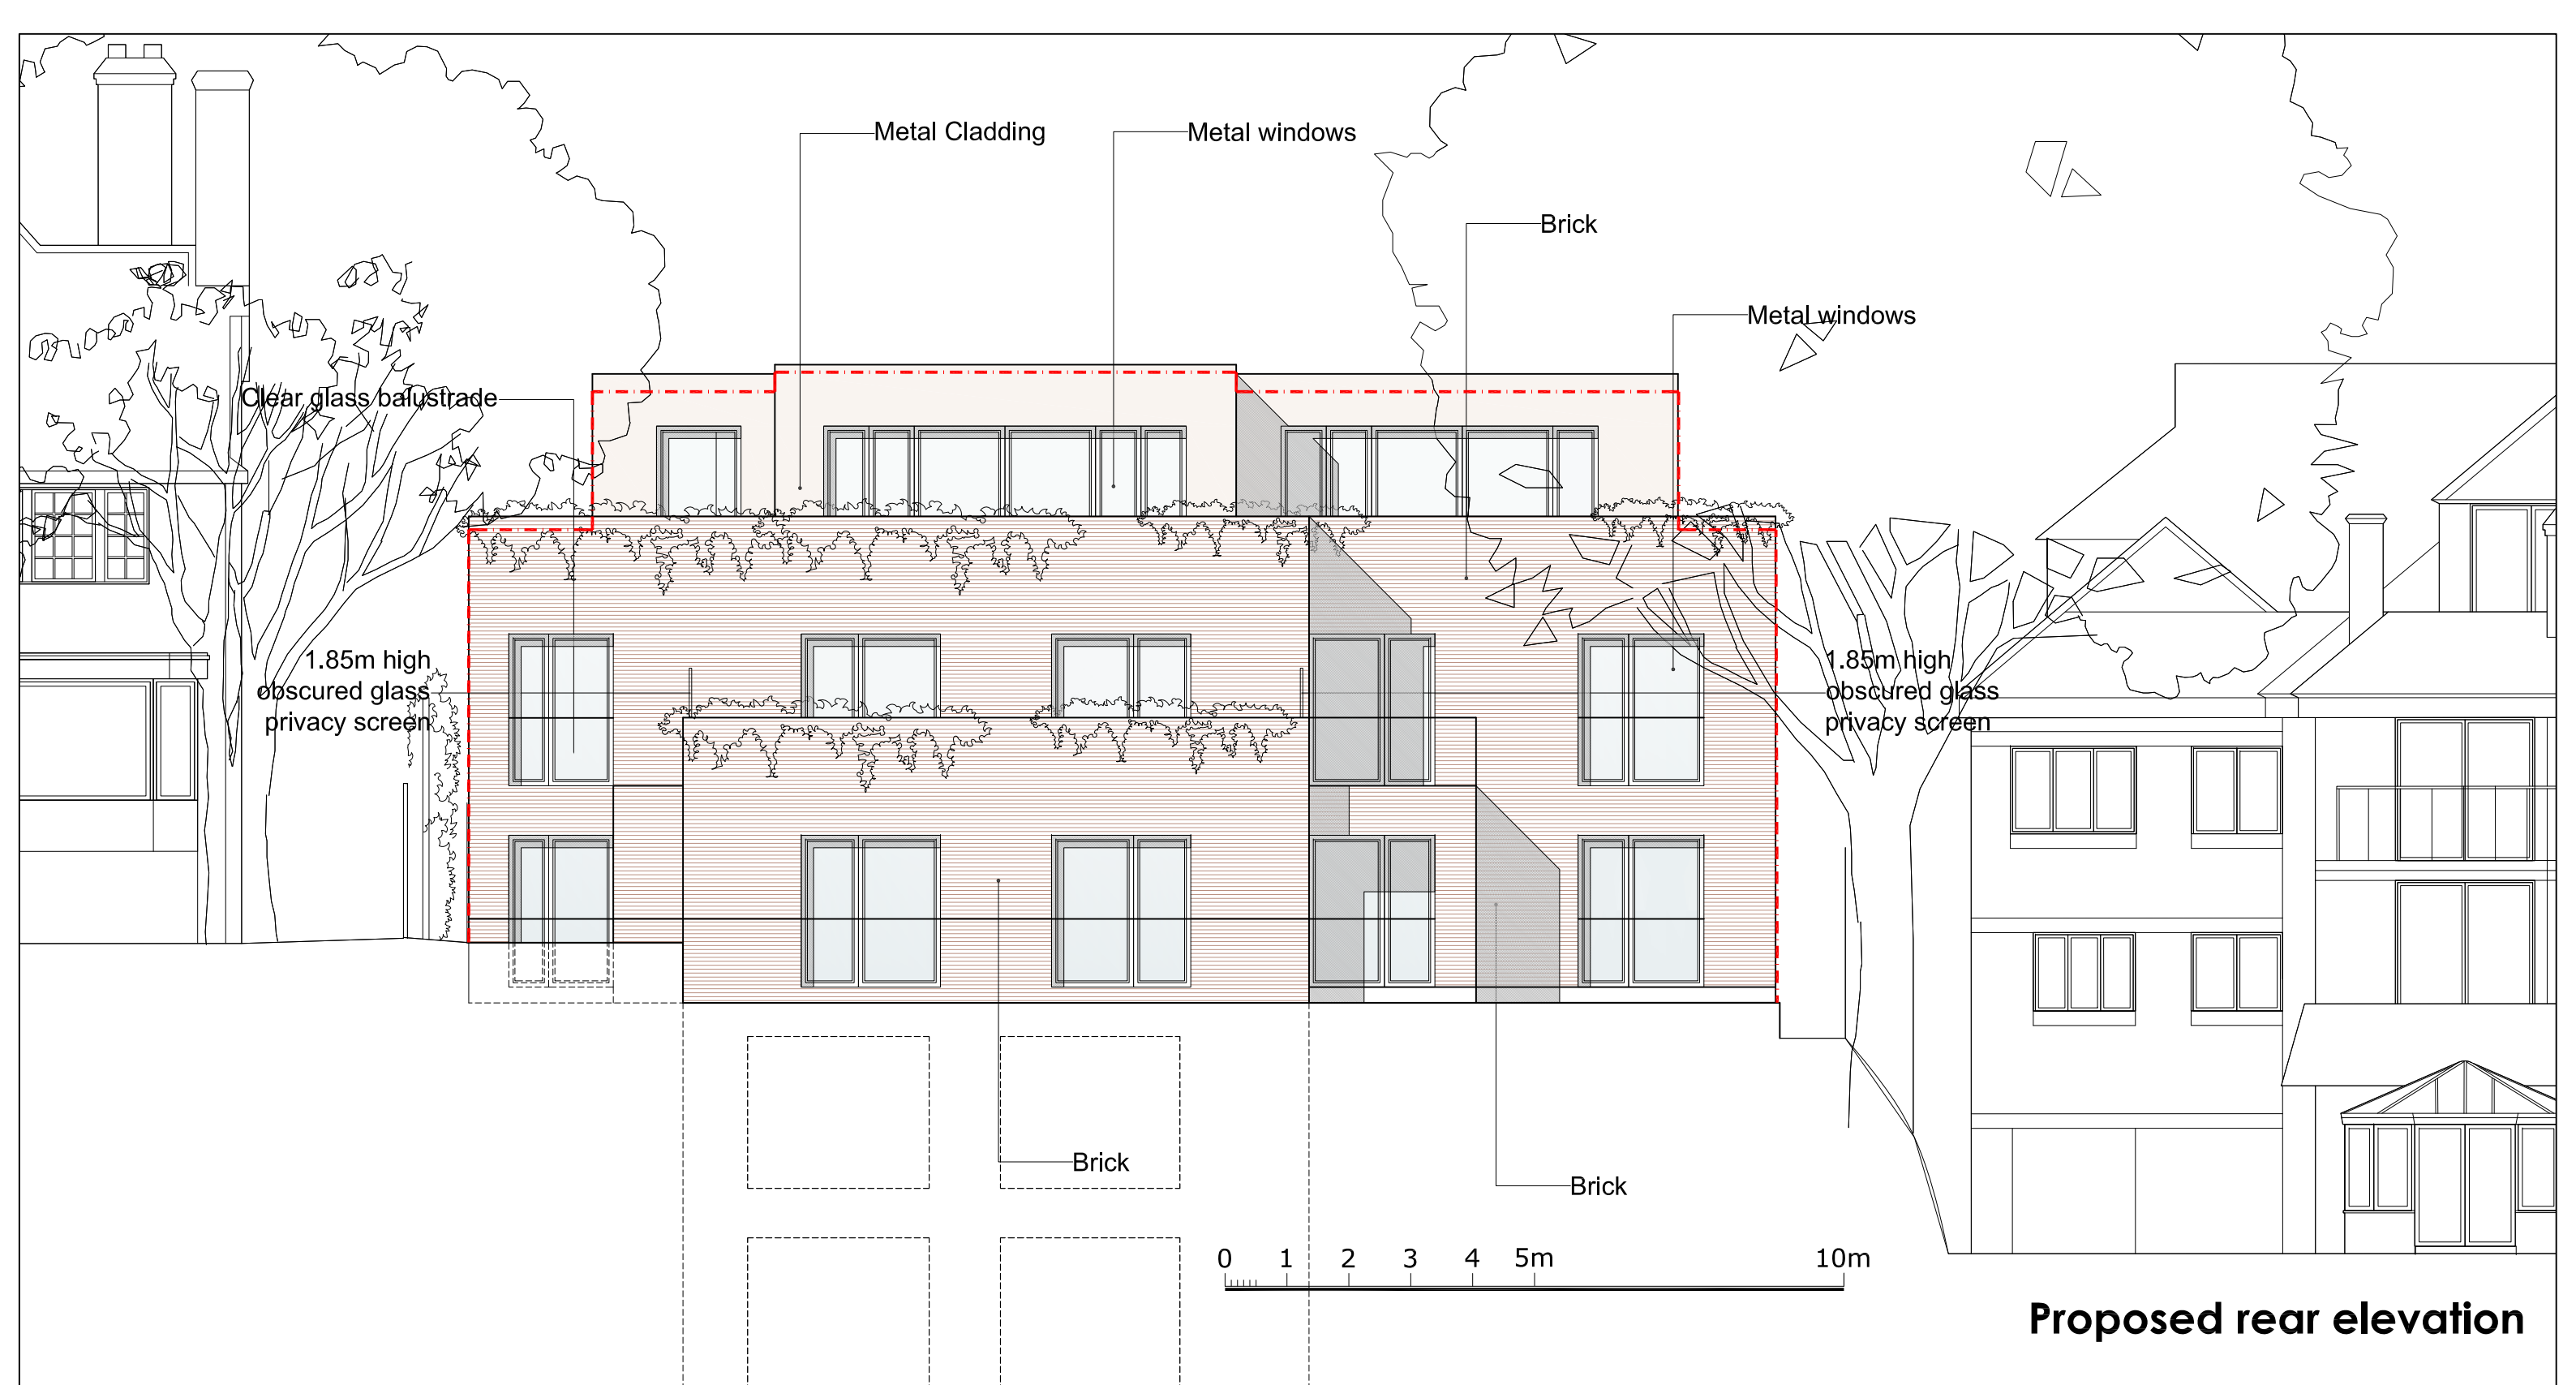 Metal Cladding
Metal windows
Brick
Metal windows
Clear glass balustrade
1.85m high
obscured glass
privacy screen
1.85m high
obscured glass
privacy screen
Brick
Brick
0 1 2 3 4 5m 10m
Proposed rear elevation